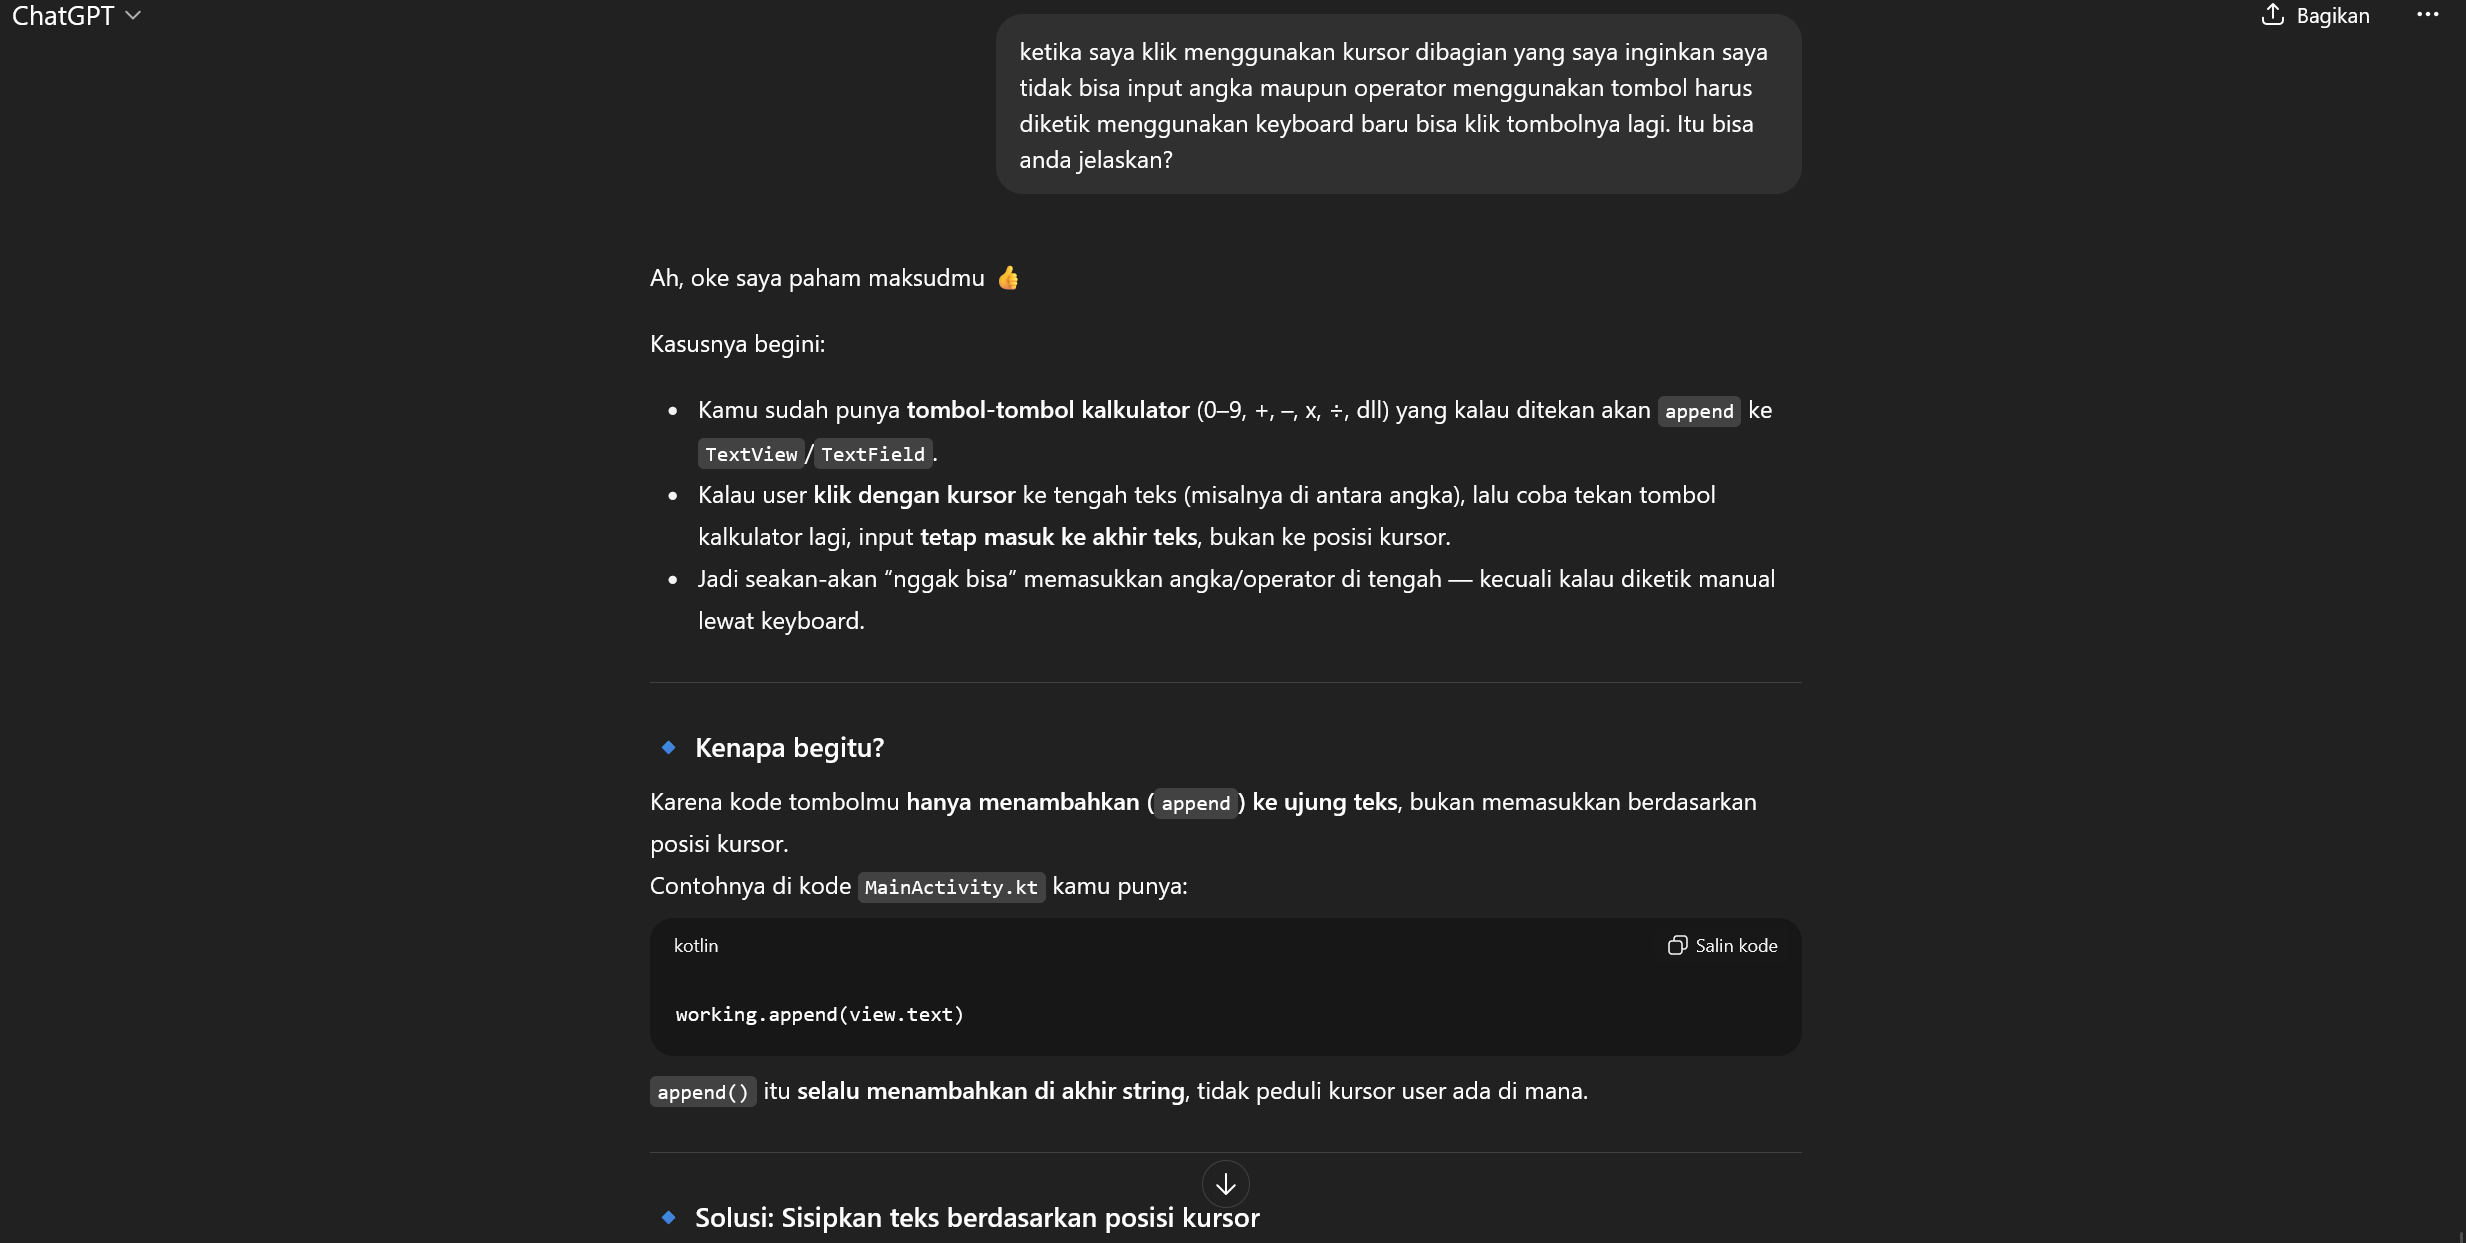 ChatGPT
Bagikan
ketika saya klik menggunakan kursor dibagian yang saya inginkan saya
tidak bisa input angka maupun operator menggunakan tombol harus
diketik menggunakan keyboard baru bisa klik tombolnya lagi. Itu bisa
anda jelaskan?
Ah, oke saya paham maksudmu 👍
Kasusnya begini:
• Kamu sudah punya tombol-tombol kalkulator (0–9, +, –, x, ÷, dll) yang kalau ditekan akan append ke
TextView/TextField.
• Kalau user klik dengan kursor ke tengah teks (misalnya di antara angka), lalu coba tekan tombol
kalkulator lagi, input tetap masuk ke akhir teks, bukan ke posisi kursor.
• Jadi seakan-akan “nggak bisa” memasukkan angka/operator di tengah — kecuali kalau diketik manual
lewat keyboard.
🔹 Kenapa begitu?
Karena kode tombolmu hanya menambahkan (append) ke ujung teks, bukan memasukkan berdasarkan
posisi kursor.
Contohnya di kode MainActivity.kt kamu punya:
kotlin
Salin kode
working.append(view.text)
append() itu selalu menambahkan di akhir string, tidak peduli kursor user ada di mana.
🔹 Solusi: Sisipkan teks berdasarkan posisi kursor